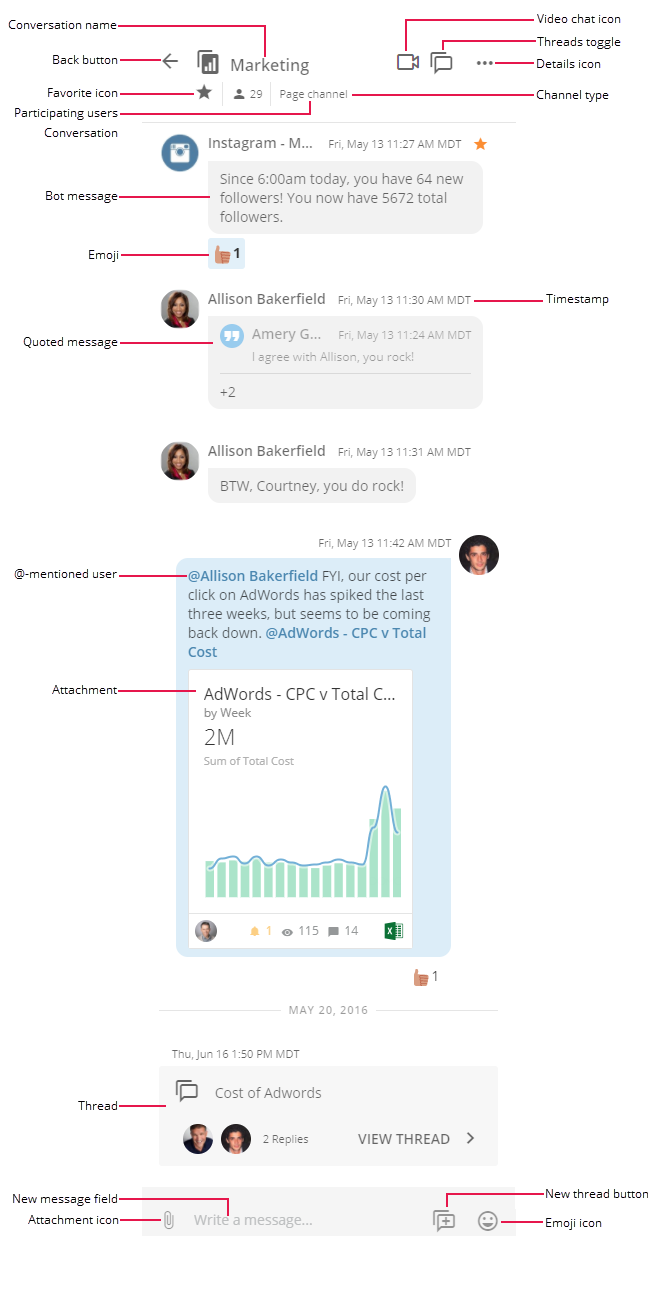 Conversation name
Video chat icon
Threads toggle
Back button
Marketing
Details icon
Favorite icon
29
Page channel
Channel type
Participating users
Conversation
Instagram - M...
Fri, May 13 11:27 AM MDT
Bot message
Since 6:00am today, you have 64 new
followers! You now have 5672 total
followers.
Emoji
1
Allison Bakerfield
Fri, May 13 11:30 AM MDT
Timestamp
Quoted message
Amery G...
Fri, May 13 11:24 AM MDT
I agree with Allison, you rock!
+2
Allison Bakerfield
Fri, May 13 11:31 AM MDT
BTW, Courtney, you do rock!
Fri, May 13 11:42 AM MDT
@-mentioned user
@Allison Bakerfield FYI, our cost per
click on AdWords has spiked the last
three weeks, but seems to be coming
back down. @AdWords - CPC v Total
Cost
Attachment
AdWords - CPC v Total C...
by Week
2M
Sum of Total Cost
1
115
14
X
1
MAY 20, 2016
Thu, Jun 16 1:50 PM MDT
Cost of Adwords
Thread
2 Replies
VIEW THREAD
New message field
New thread button
Attachment icon
Write a message...
Emoji icon